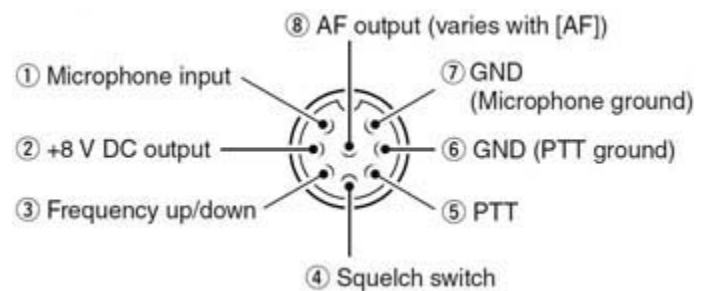 ⑧ AF output (varies with [AF])
① Microphone input
⑦ GND
(Microphone ground)
② +8 V DC output
⑥ GND (PTT ground)
③ Frequency up/down
⑤ PTT
④ Squelch switch